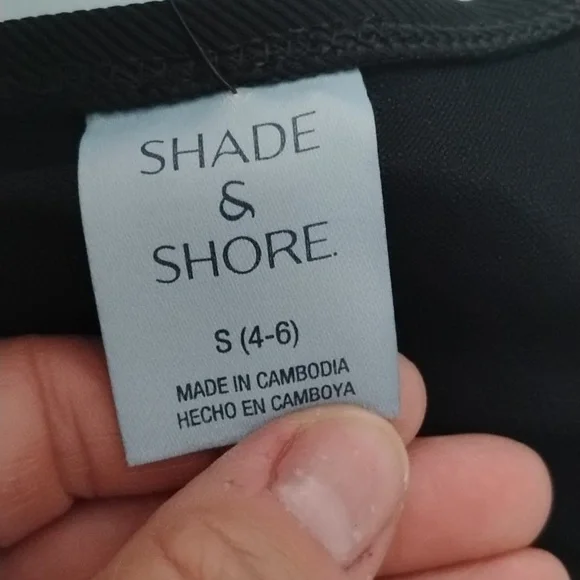 SHADE
&
SHORE.
S (4-6)
MADE IN CAMBODIA
HECHO EN CAMBOYA